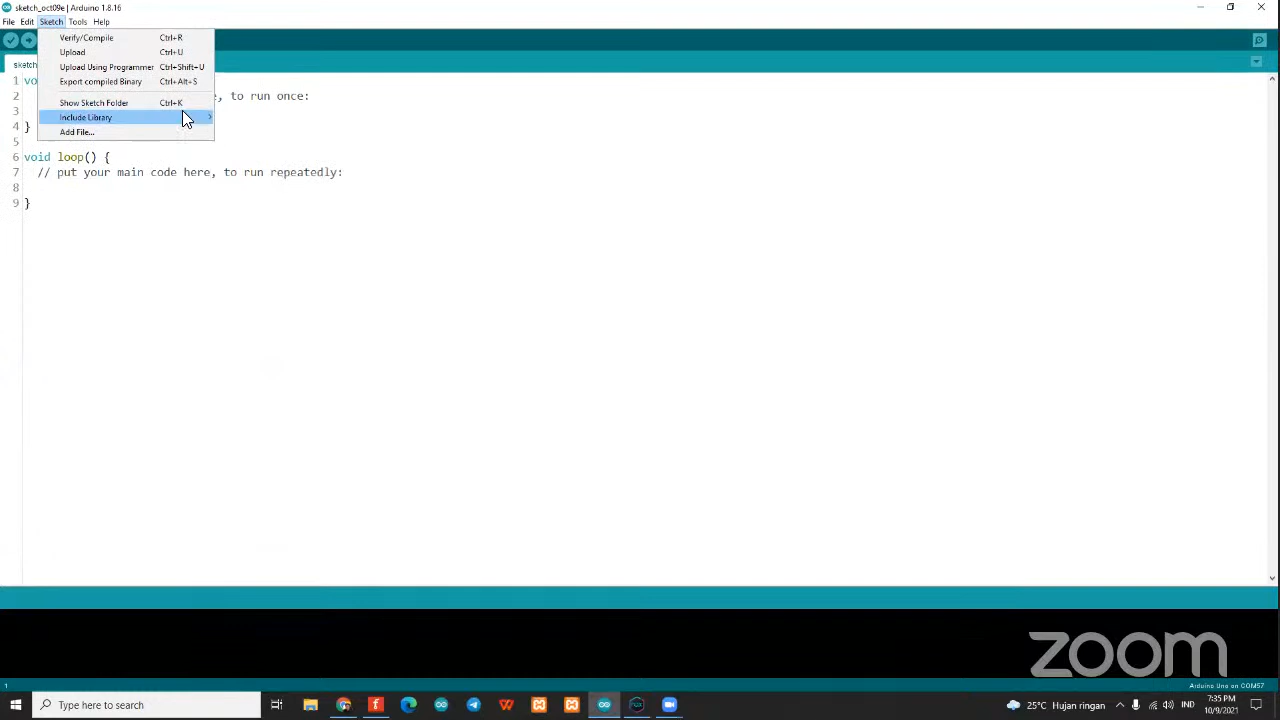 sketch_oct09e | Arduino 1.8.16
File Edit Sketch Tools Help
Verify/Compile Ctrl+R
Upload Ctrl+U
Upload Using Programmer Ctrl+Shift+U
Export compiled Binary Ctrl+Alt+S
Show Sketch Folder Ctrl+K
Include Library
Add File...
sketch
1 vo
2 e, to run once:
3
4 }
5
6 void loop() {
7 // put your main code here, to run repeatedly:
8
9 }
zoom
1
Arduino Uno on COM57
Type here to search
25°C Hujan ringan
IND
7:35 PM
10/9/2021